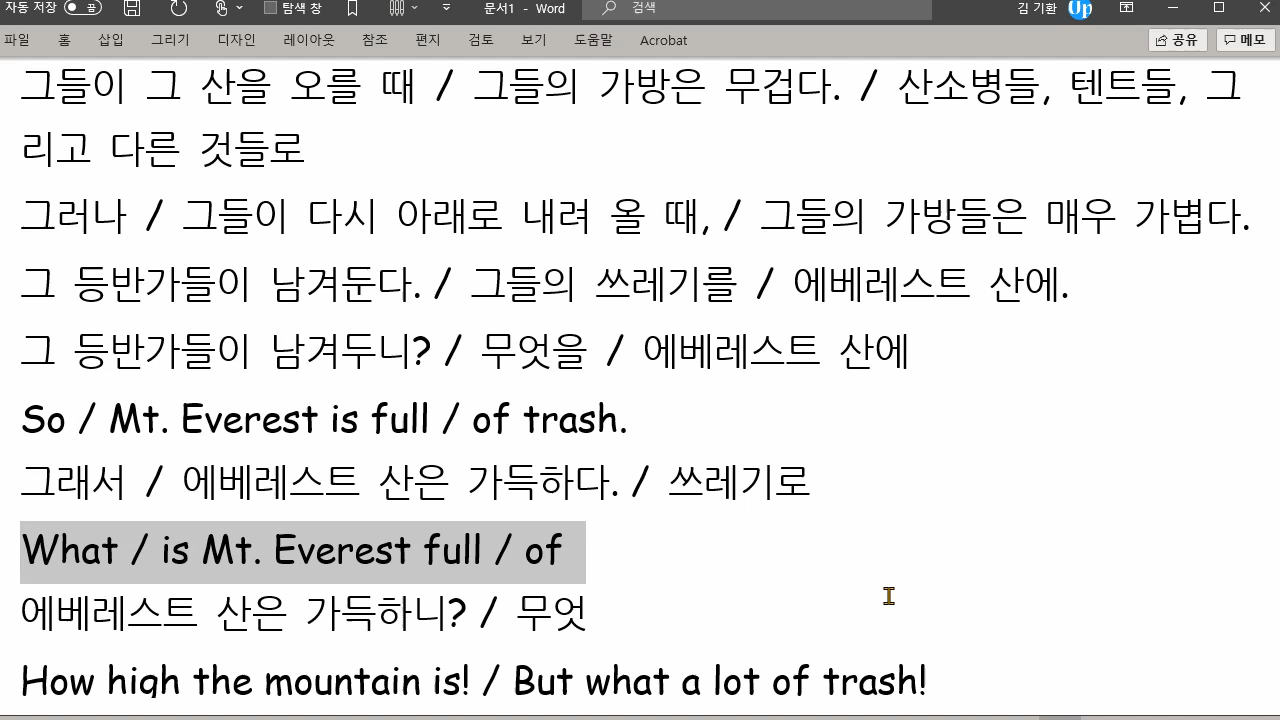 자동 저장 끔 탐색 창 문서1 - Word 검색 김 기환 Up
파일 홈 삽입 그리기 디자인 레이아웃 참조 편지 검토 보기 도움말 Acrobat 공유 메모
그들이 그 산을 오를 때 / 그들의 가방은 무겁다. / 산소병들, 텐트들, 그
리고 다른 것들로
그러나 / 그들이 다시 아래로 내려 올 때, / 그들의 가방들은 매우 가볍다.
그 등반가들이 남겨둔다. / 그들의 쓰레기를 / 에베레스트 산에.
그 등반가들이 남겨두니? / 무엇을 / 에베레스트 산에
So / Mt. Everest is full / of trash.
그래서 / 에베레스트 산은 가득하다. / 쓰레기로
What / is Mt. Everest full / of
에베레스트 산은 가득하니? / 무엇
How high the mountain is! / But what a lot of trash!